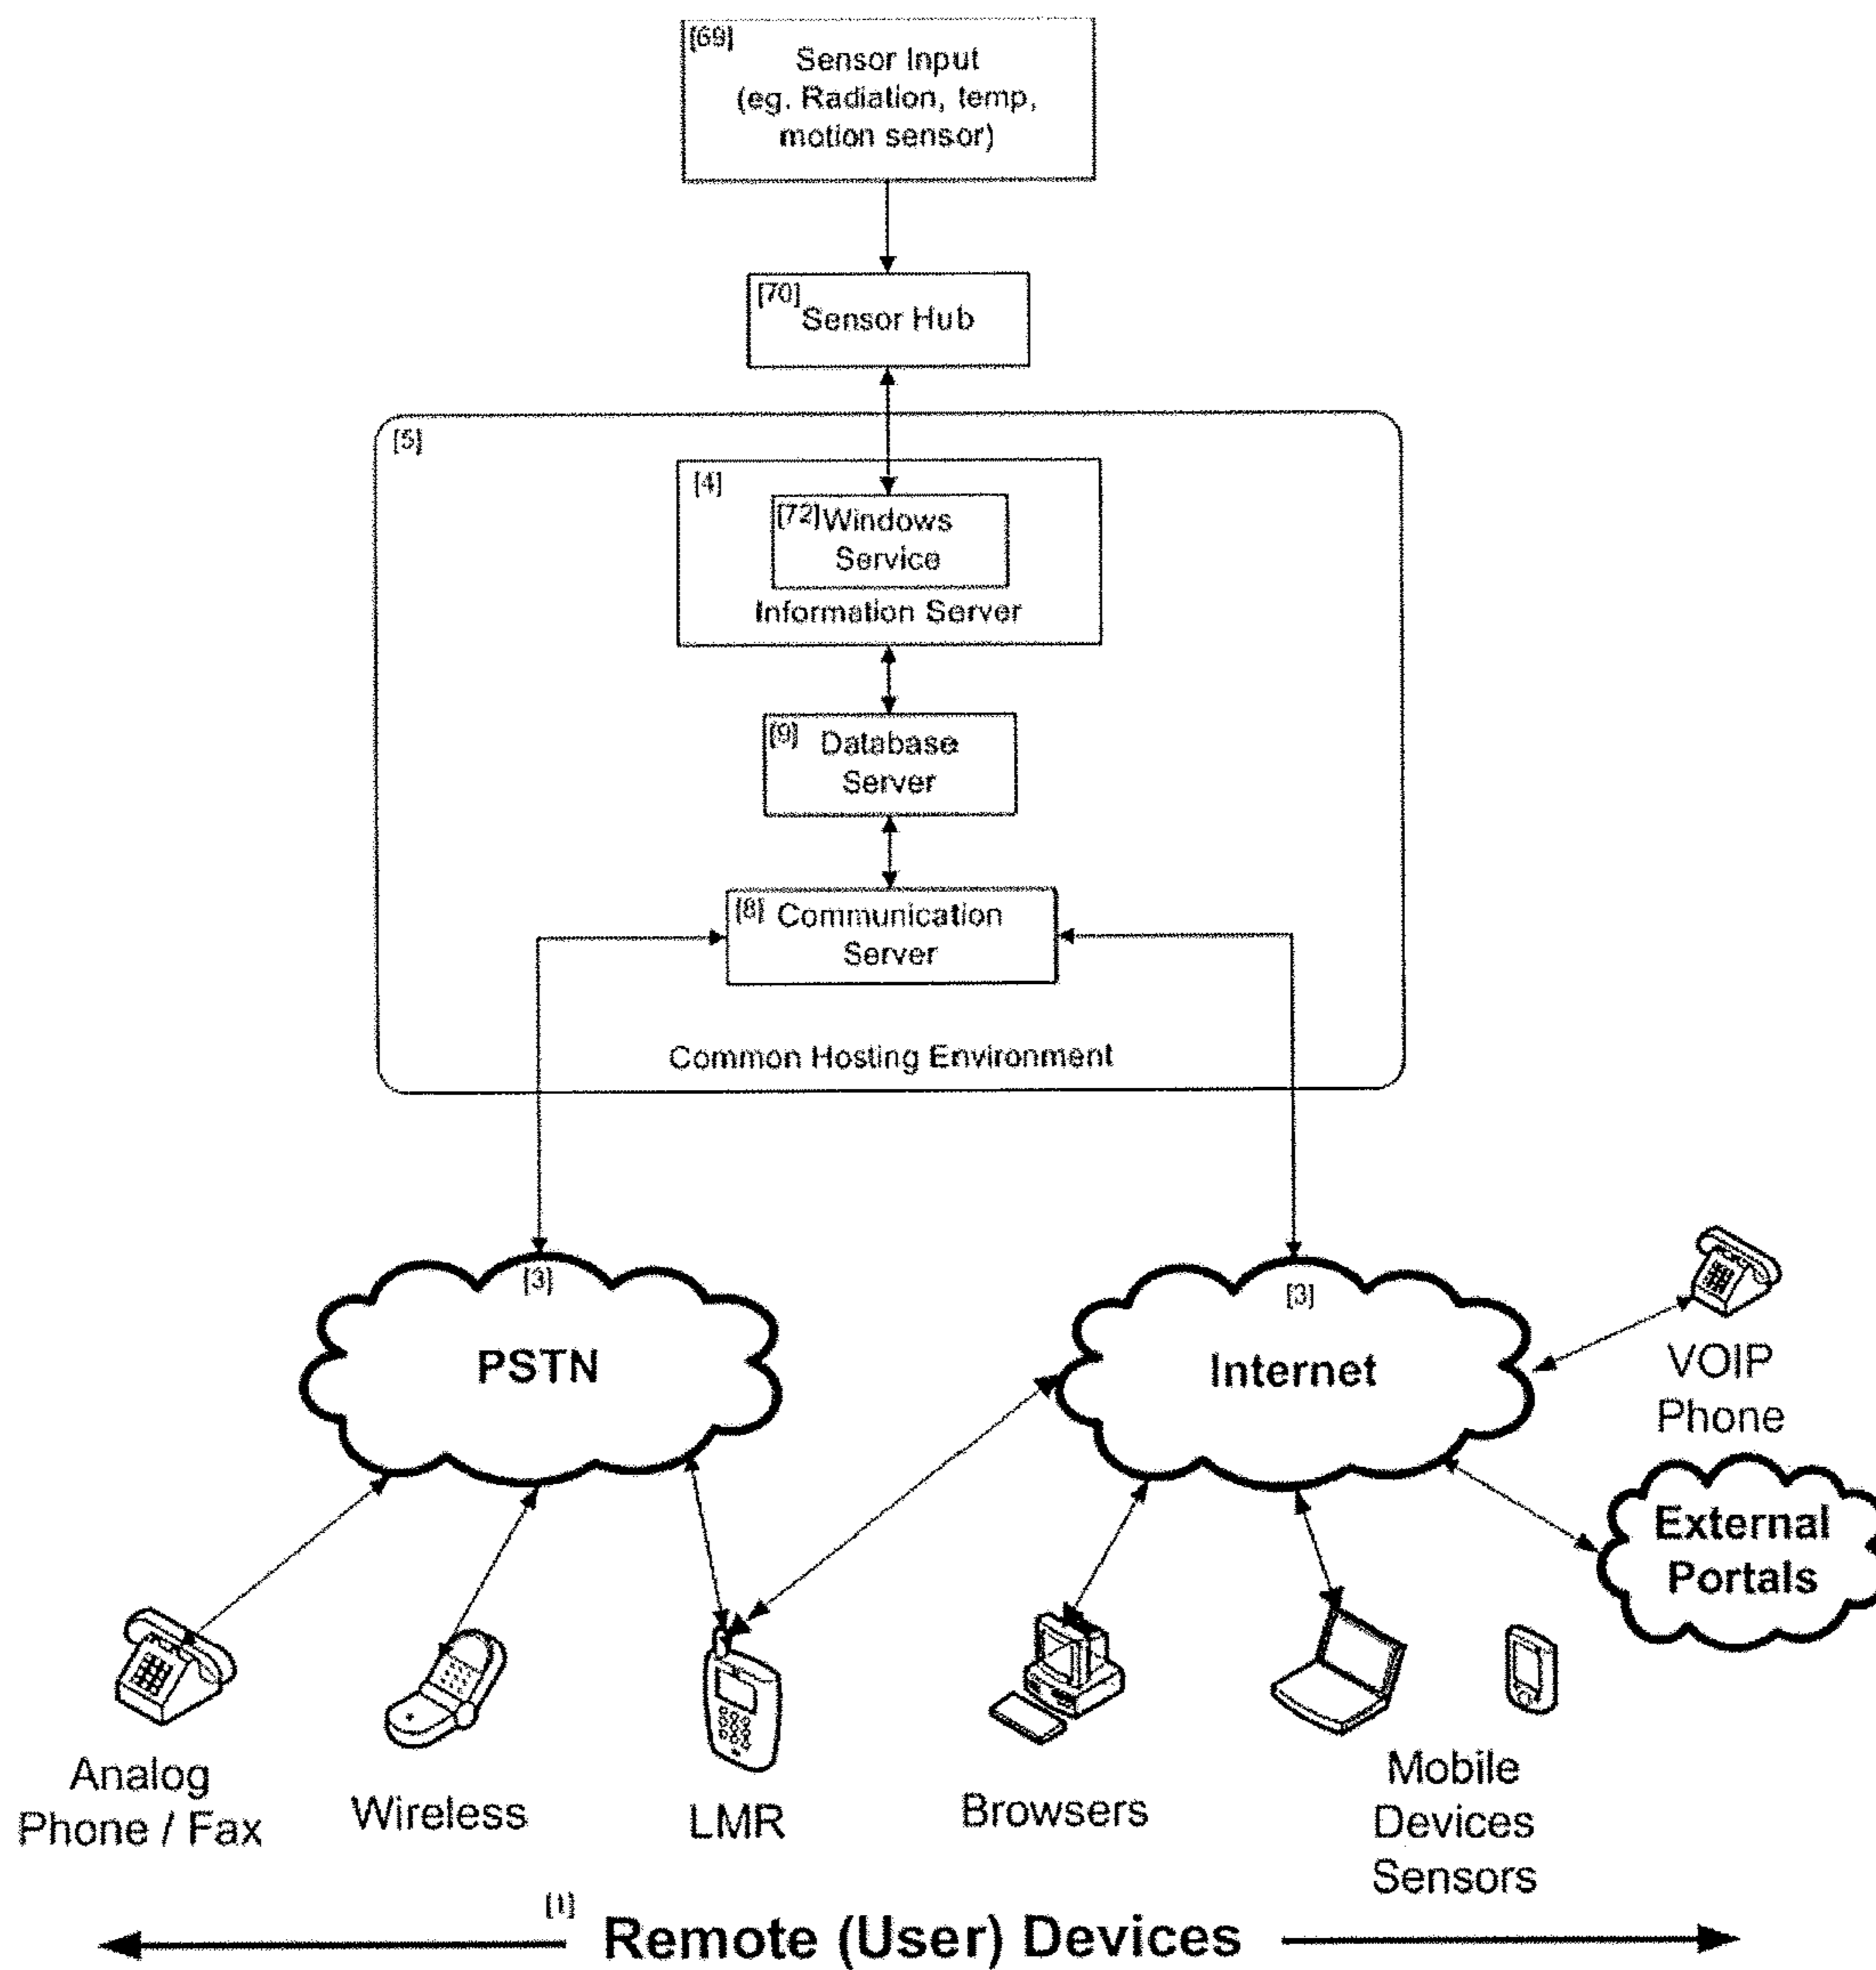 [69]
Sensor Input
(eg. Radiation, temp,
motion sensor)
[70]
Sensor Hub
[5]
[4]
[72] Windows
Service
Information Server
[9] Database
Server
[8] Communication
Server
Common Hosting Environment
[3]
PSTN
[3]
Internet
VOIP
Phone
External
Portals
Analog
Phone / Fax
Wireless
LMR
Browsers
Mobile
Devices
Sensors
[1] Remote (User) Devices